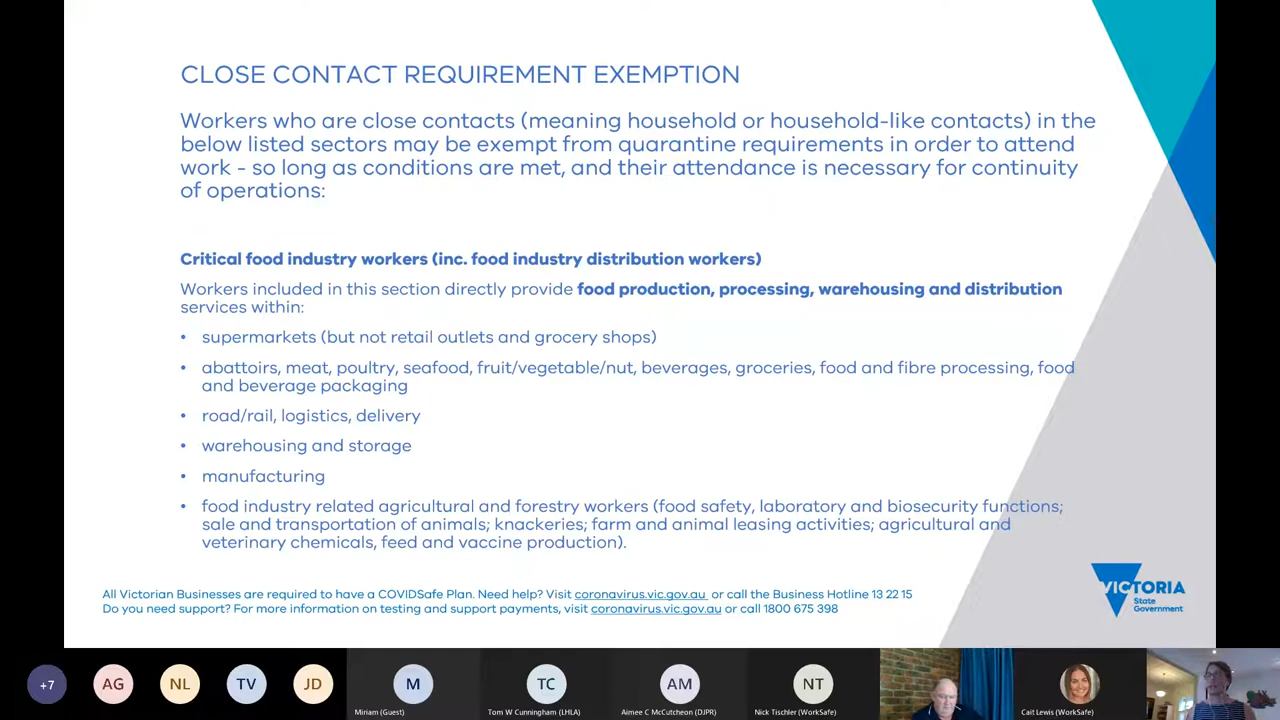 CLOSE CONTACT REQUIREMENT EXEMPTION
Workers who are close contacts (meaning household or household-like contacts) in the
below listed sectors may be exempt from quarantine requirements in order to attend
work - so long as conditions are met, and their attendance is necessary for continuity
of operations:
Critical food industry workers (inc. food industry distribution workers)
Workers included in this section directly provide food production, processing, warehousing and distribution
services within:
• supermarkets (but not retail outlets and grocery shops)
• abattoirs, meat, poultry, seafood, fruit/vegetable/nut, beverages, groceries, food and fibre processing, food
and beverage packaging
• road/rail, logistics, delivery
• warehousing and storage
• manufacturing
• food industry related agricultural and forestry workers (food safety, laboratory and biosecurity functions;
sale and transportation of animals; knackeries; farm and animal leasing activities; agricultural and
veterinary chemicals, feed and vaccine production).
All Victorian Businesses are required to have a COVIDSafe Plan. Need help? Visit coronavirus.vic.gov.au or call the Business Hotline 13 22 15
Do you need support? For more information on testing and support payments, visit coronavirus.vic.gov.au or call 1800 675 398
VICTORIA
State
Government
+7
AG
NL
TV
JD
M
TC
AM
NT
Miriam (Guest)
Tom W Cunningham (LHLA)
Aimee C McCutcheon (DJPR)
Nick Tischler (WorkSafe)
Cait Lewis (WorkSafe)